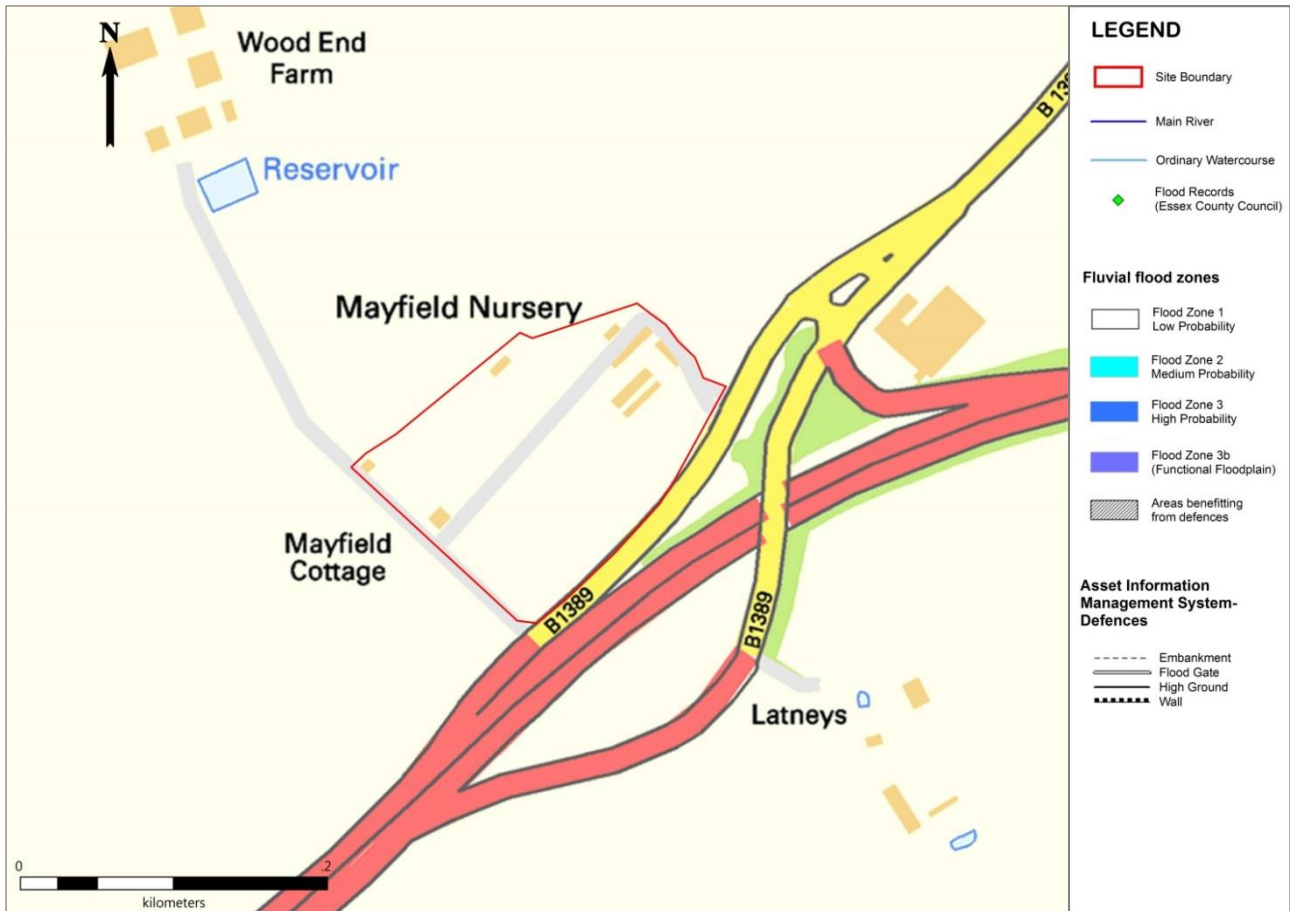 N
Wood End
Farm
Reservoir
Mayfield Nursery
Mayfield
Cottage
B1389
B1389
Latneys
0
.2
kilometers
LEGEND
Site Boundary
Main River
Ordinary Watercourse
Flood Records
(Essex County Council)
Fluvial flood zones
Flood Zone 1
Low Probability
Flood Zone 2
Medium Probability
Flood Zone 3
High Probability
Flood Zone 3b
(Functional Floodplain)
Areas benefitting
from defences
Asset Information
Management System-
Defences
Embankment
Flood Gate
High Ground
Wall